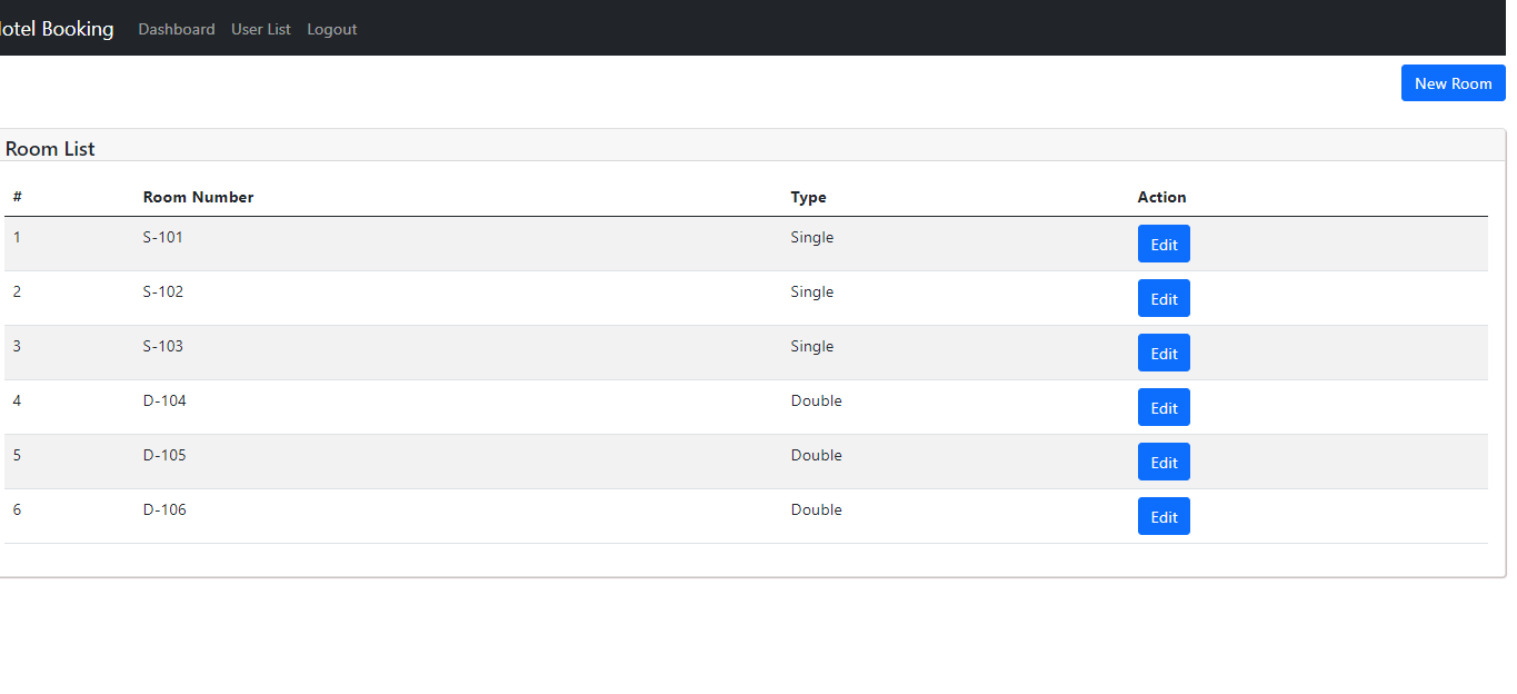 otel Booking Dashboard User List Logout
New Room
Room List
# Room Number Type Action
1 S-101 Single Edit
2 S-102 Single Edit
3 S-103 Single Edit
4 D-104 Double Edit
5 D-105 Double Edit
6 D-106 Double Edit